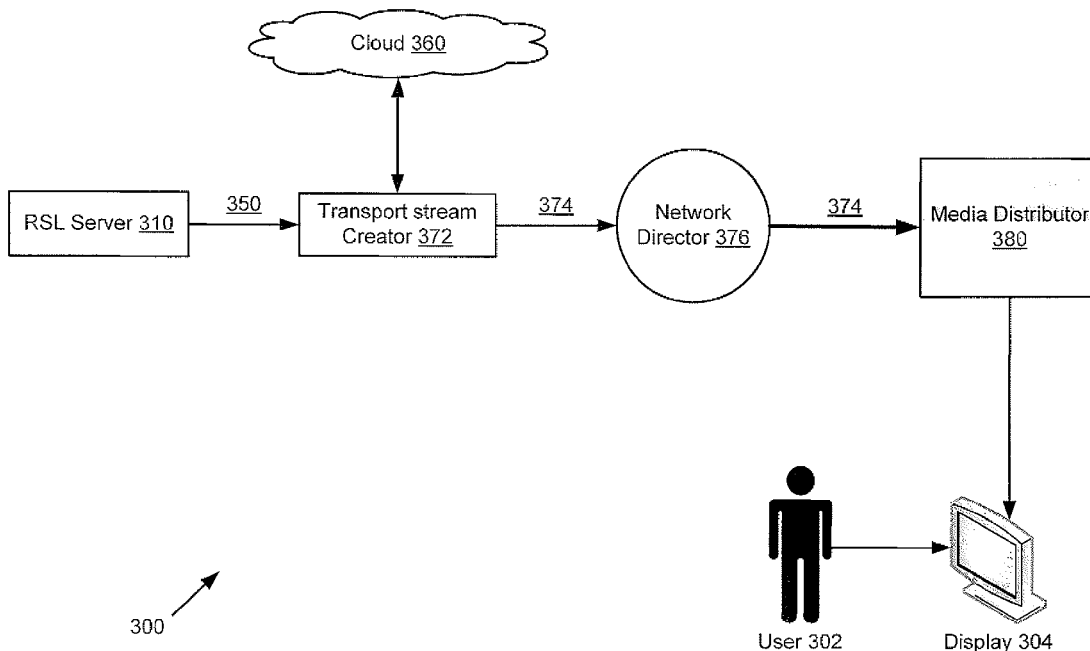 Cloud 360
RSL Server 310
350
Transport stream
Creator 372
374
Network
Director 376
374
Media Distributor
380
300
User 302
Display 304